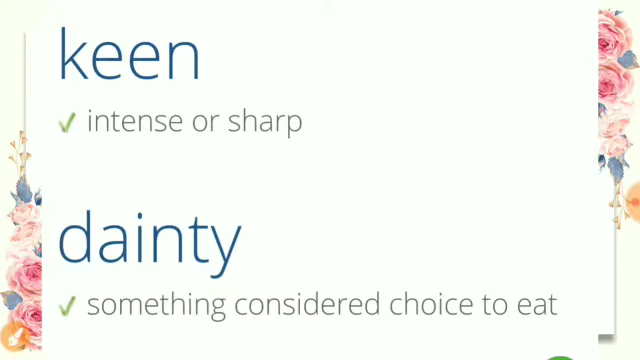 keen
intense or sharp
dainty
something considered choice to eat